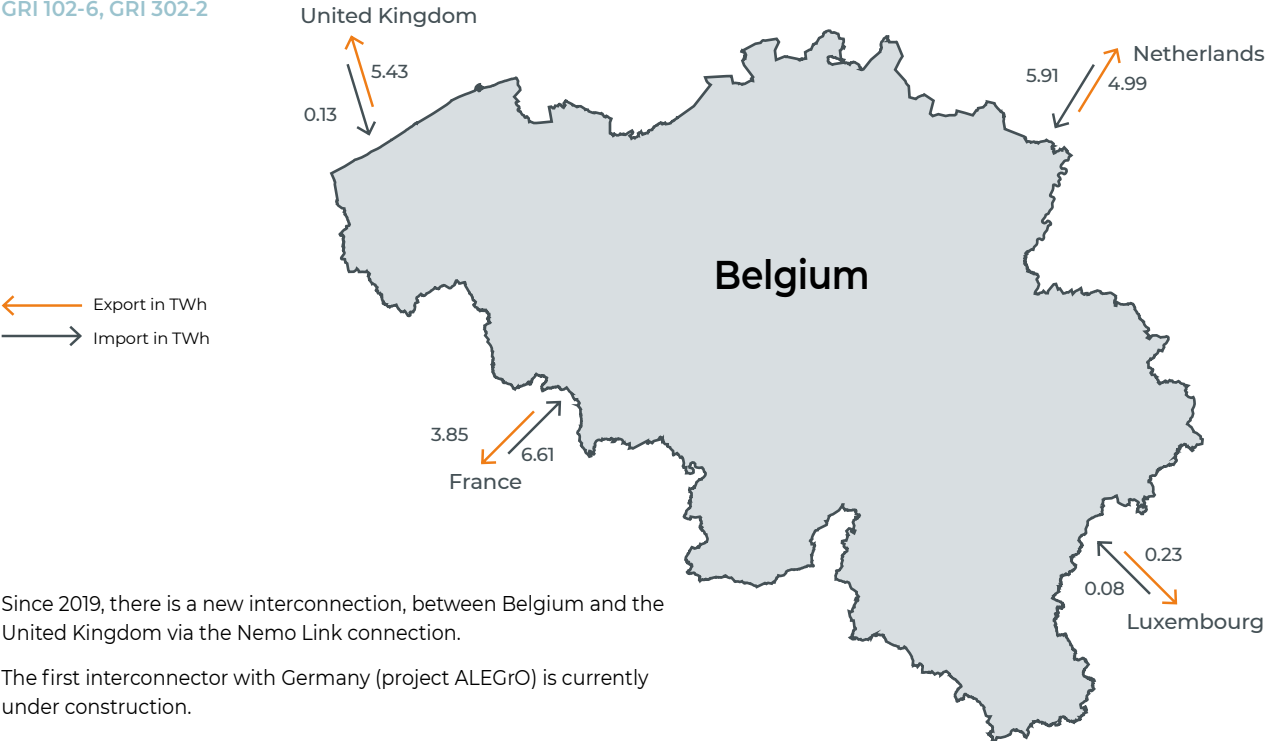 GRI 102-6, GRI 302-2
United Kingdom
5.43
0.13
Netherlands
5.91
4.99
Belgium
Export in TWh
Import in TWh
3.85
6.61
France
0.23
0.08
Luxembourg
Since 2019, there is a new interconnection, between Belgium and the
United Kingdom via the Nemo Link connection.
The first interconnector with Germany (project ALEGrO) is currently
under construction.